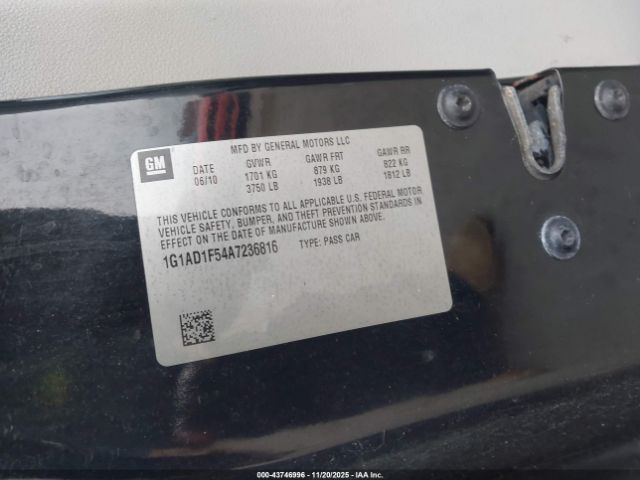 GM
MFD BY GENERAL MOTORS LLC
DATE GVWR GAWR FRT GAWR RR
06/10 1701 KG 879 KG 822 KG
3750 LB 1938 LB 1812 LB
THIS VEHICLE CONFORMS TO ALL APPLICABLE U.S. FEDERAL MOTOR
VEHICLE SAFETY, BUMPER, AND THEFT PREVENTION STANDARDS IN
EFFECT ON THE DATE OF MANUFACTURE SHOWN ABOVE.
1G1AD1F54A7236816 TYPE: PASS CAR
000-43746996 - 11/20/2025 - IAAI.COM